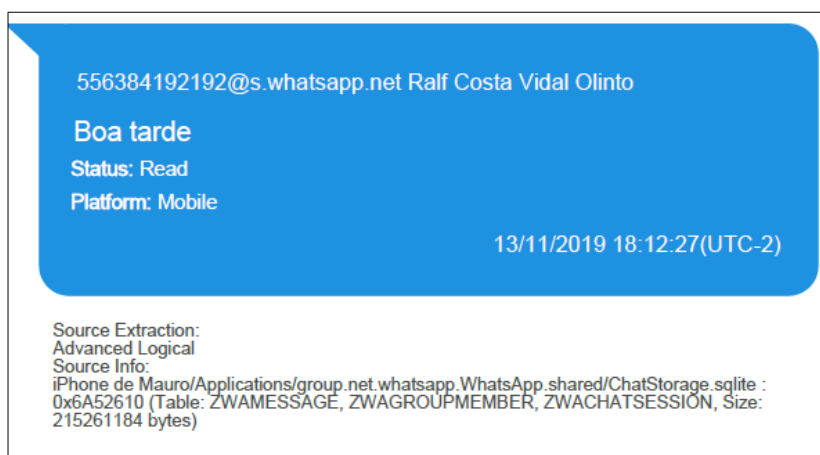 556384192192@s.whatsapp.net Ralf Costa Vidal Olinto
Boa tarde
Status: Read
Platform: Mobile
13/11/2019 18:12:27(UTC-2)
Source Extraction:
Advanced Logical
Source Info:
iPhone de Mauro/Applications/group.net.whatsapp.WhatsApp.shared/ChatStorage.sqlite :
0x6A52610 (Table: ZWAMESSAGE, ZWAGROUPMEMBER, ZWACHATSESSION, Size:
215261184 bytes)